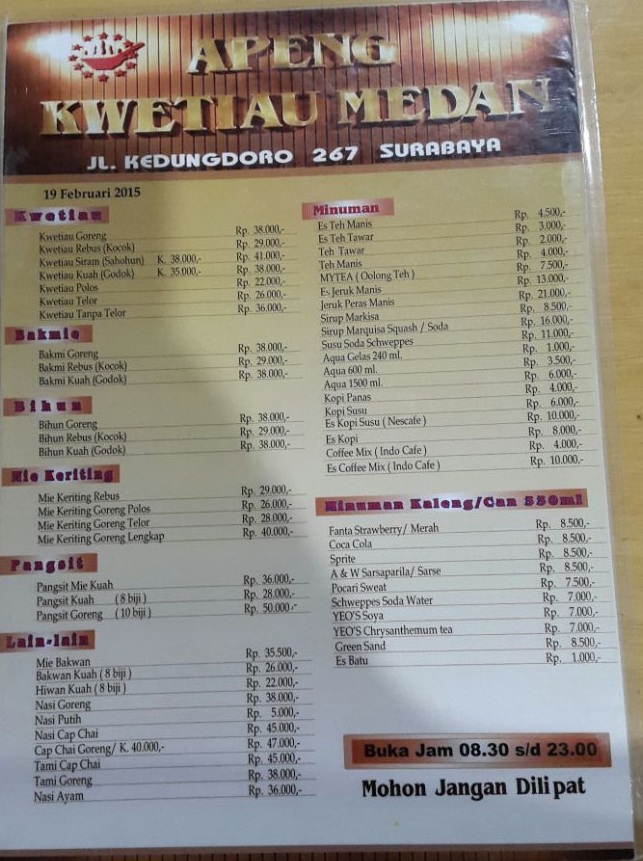 APENG
KWETIAU MEDAN
JL. KEDUNGDORO 267 SURABAYA
19 Februari 2015
Kwetiau
Kwetiau Goreng Rp. 38.000,-
Kwetiau Rebus (Kocok) Rp. 29.000,-
Kwetiau Siram (Sahohun) K. 38.000,- Rp. 41.000,-
Kwetiau Kuah (Godok) K. 35.000,- Rp. 38.000,-
Kwetiau Polos Rp. 22.000,-
Kwetiau Telor Rp. 26.000,-
Kwetiau Tanpa Telor Rp. 36.000,-
Bakmie
Bakmi Goreng Rp. 38.000,-
Bakmi Rebus (Kocok) Rp. 29.000,-
Bakmi Kuah (Godok) Rp. 38.000,-
Bihun
Bihun Goreng Rp. 38.000,-
Bihun Rebus (Kocok) Rp. 29.000,-
Bihun Kuah (Godok) Rp. 38.000,-
Mie Keriting
Mie Keriting Rebus Rp. 29.000,-
Mie Keriting Goreng Polos Rp. 26.000,-
Mie Keriting Goreng Telor Rp. 28.000,-
Mie Keriting Goreng Lengkap Rp. 40.000,-
Pangsit
Pangsit Mie Kuah Rp. 36.000,-
Pangsit Kuah (8 biji) Rp. 28.000,-
Pangsit Goreng (10 biji) Rp. 50.000,-
Lain-lain
Mie Bakwan Rp. 35.500,-
Bakwan Kuah (8 biji) Rp. 26.000,-
Hiwan Kuah (8 biji) Rp. 22.000,-
Nasi Goreng Rp. 38.000,-
Nasi Putih Rp. 5.000,-
Nasi Cap Chai Rp. 45.000,-
Cap Chai Goreng/ K. 40.000,- Rp. 47.000,-
Tami Cap Chai Rp. 45.000,-
Tami Goreng Rp. 38.000,-
Nasi Ayam Rp. 36.000,-
Minuman
Es Teh Manis Rp. 4.500,-
Es Teh Tawar Rp. 3.000,-
Teh Tawar Rp. 2.000,-
Teh Manis Rp. 4.000,-
MYTEA ( Oolong Teh ) Rp. 7.500,-
Es Jeruk Manis Rp. 13.000,-
Jeruk Peras Manis Rp. 21.000,-
Sirup Markisa Rp. 8.500,-
Sirup Marquisa Squash / Soda Rp. 16.000,-
Susu Soda Schweppes Rp. 11.000,-
Aqua Gelas 240 ml. Rp. 1.000,-
Aqua 600 ml. Rp. 3.500,-
Aqua 1500 ml. Rp. 6.000,-
Kopi Panas Rp. 4.000,-
Kopi Susu Rp. 6.000,-
Es Kopi Susu ( Nescafe ) Rp. 10.000,-
Es Kopi Rp. 8.000,-
Coffee Mix ( Indo Cafe ) Rp. 4.000,-
Es Coffee Mix ( Indo Cafe ) Rp. 10.000,-
Minuman Kaleng/Can 330ml
Fanta Strawberry/ Merah Rp. 8.500,-
Coca Cola Rp. 8.500,-
Sprite Rp. 8.500,-
A & W Sarsaparila/ Sarse Rp. 8.500,-
Pocari Sweat Rp. 7.500,-
Schweppes Soda Water Rp. 7.000,-
YEO'S Soya Rp. 7.000,-
YEO'S Chrysanthemum tea Rp. 7.000,-
Green Sand Rp. 8.500,-
Es Batu Rp. 1.000,-
Buka Jam 08.30 s/d 23.00
Mohon Jangan Dilipat